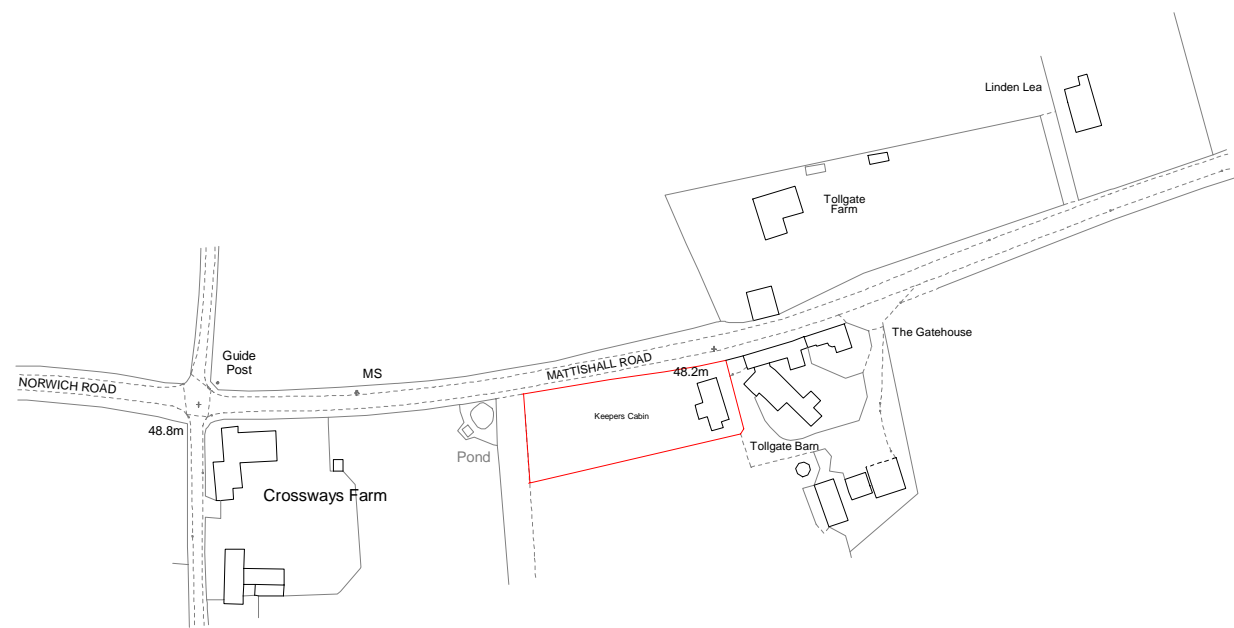 Linden Lea
Tollgate
Farm
The Gatehouse
Guide
Post
MS
MATTISHALL ROAD
48.2m
NORWICH ROAD
Keepers Cabin
48.8m
Tollgate Barn
Pond
Crossways Farm